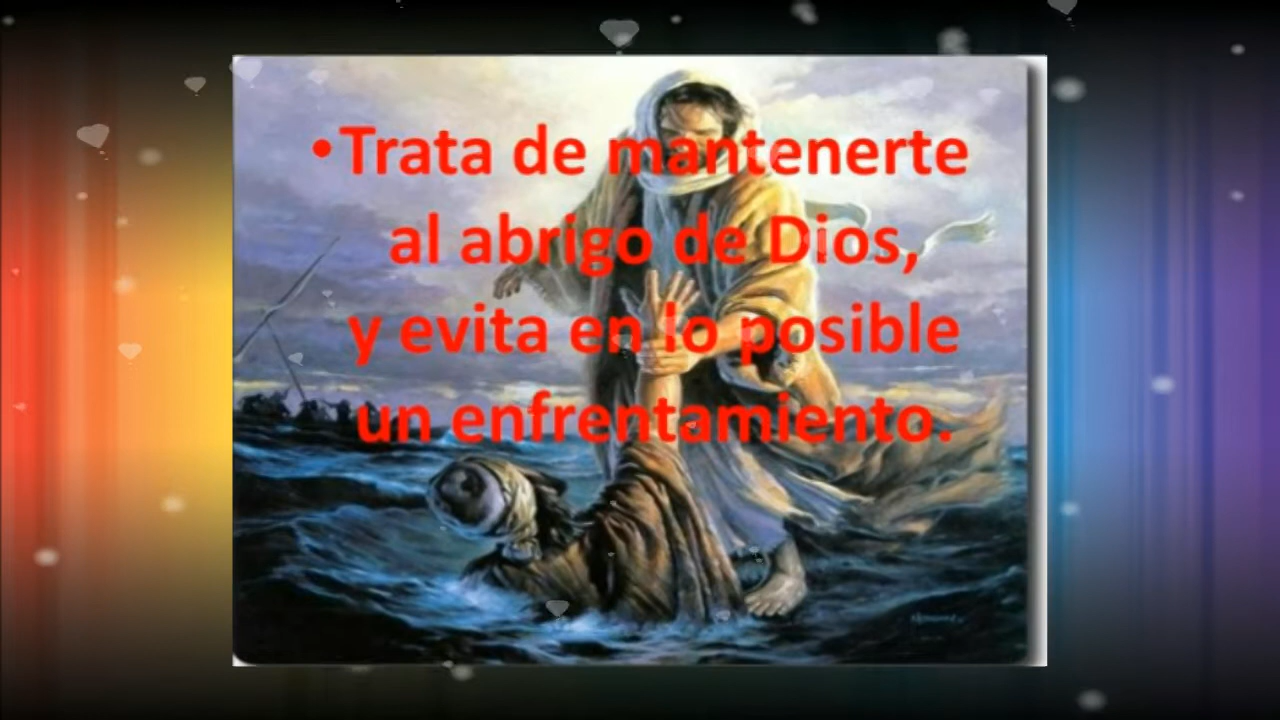 •Trata de mantenerte
al abrigo de Dios,
y evita en lo posible
un enfrentamiento.